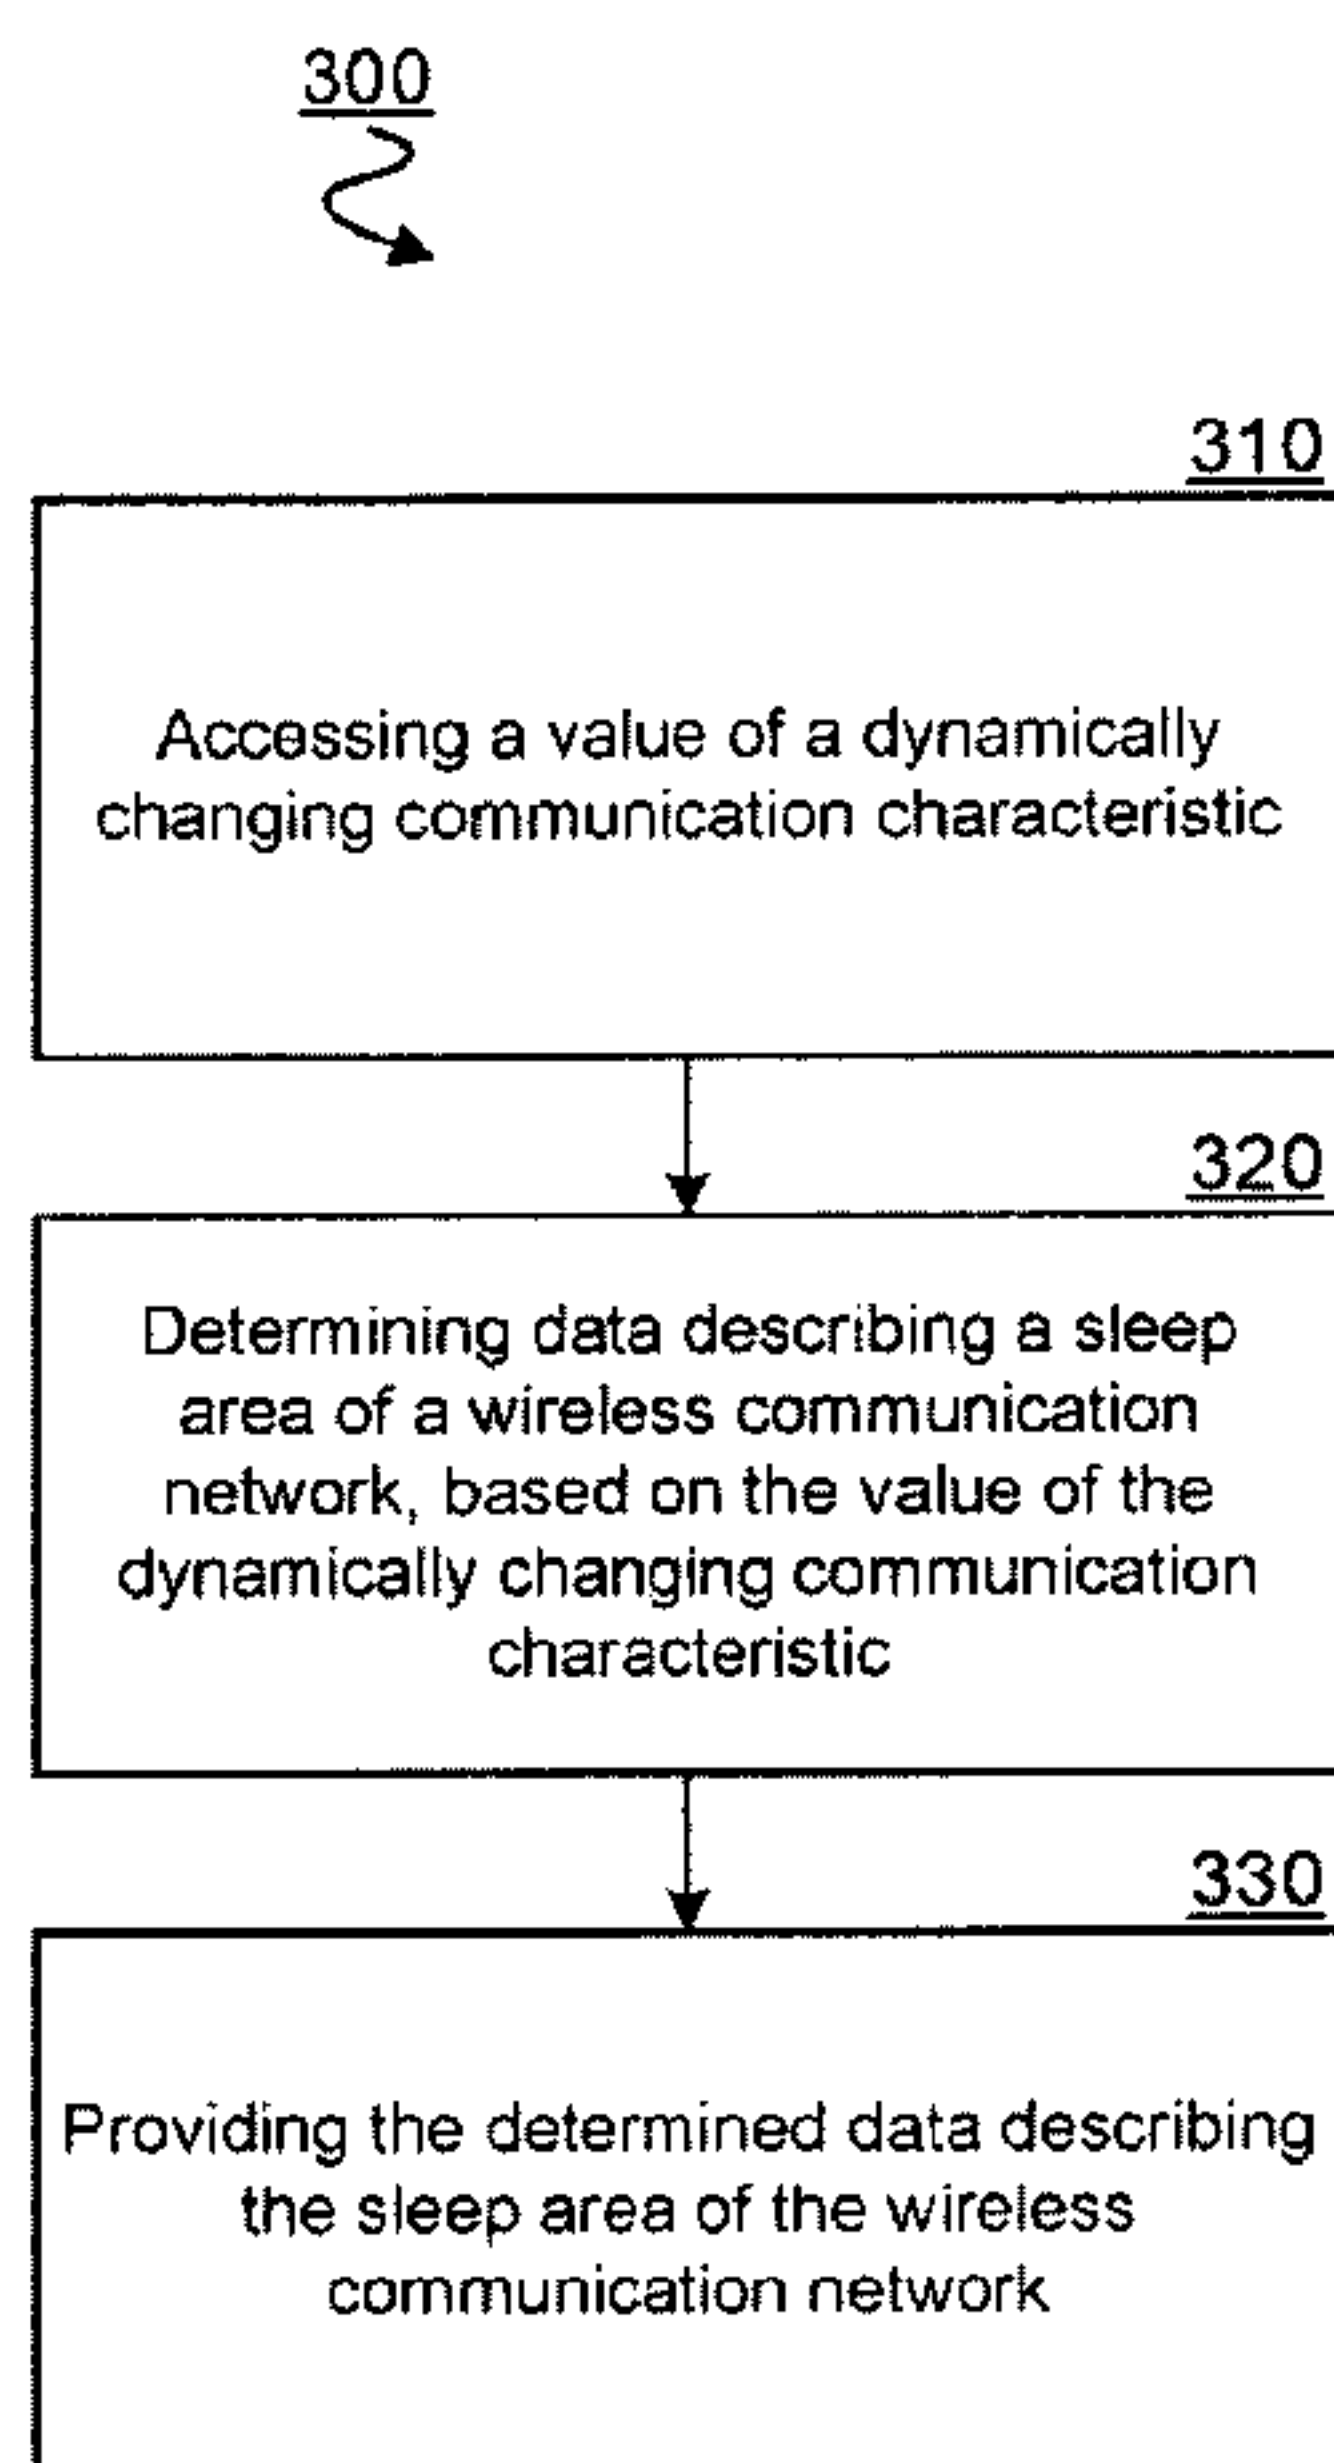 300
310
Accessing a value of a dynamically
changing communication characteristic
320
Determining data describing a sleep
area of a wireless communication
network, based on the value of the
dynamically changing communication
characteristic
330
Providing the determined data describing
the sleep area of the wireless
communication network